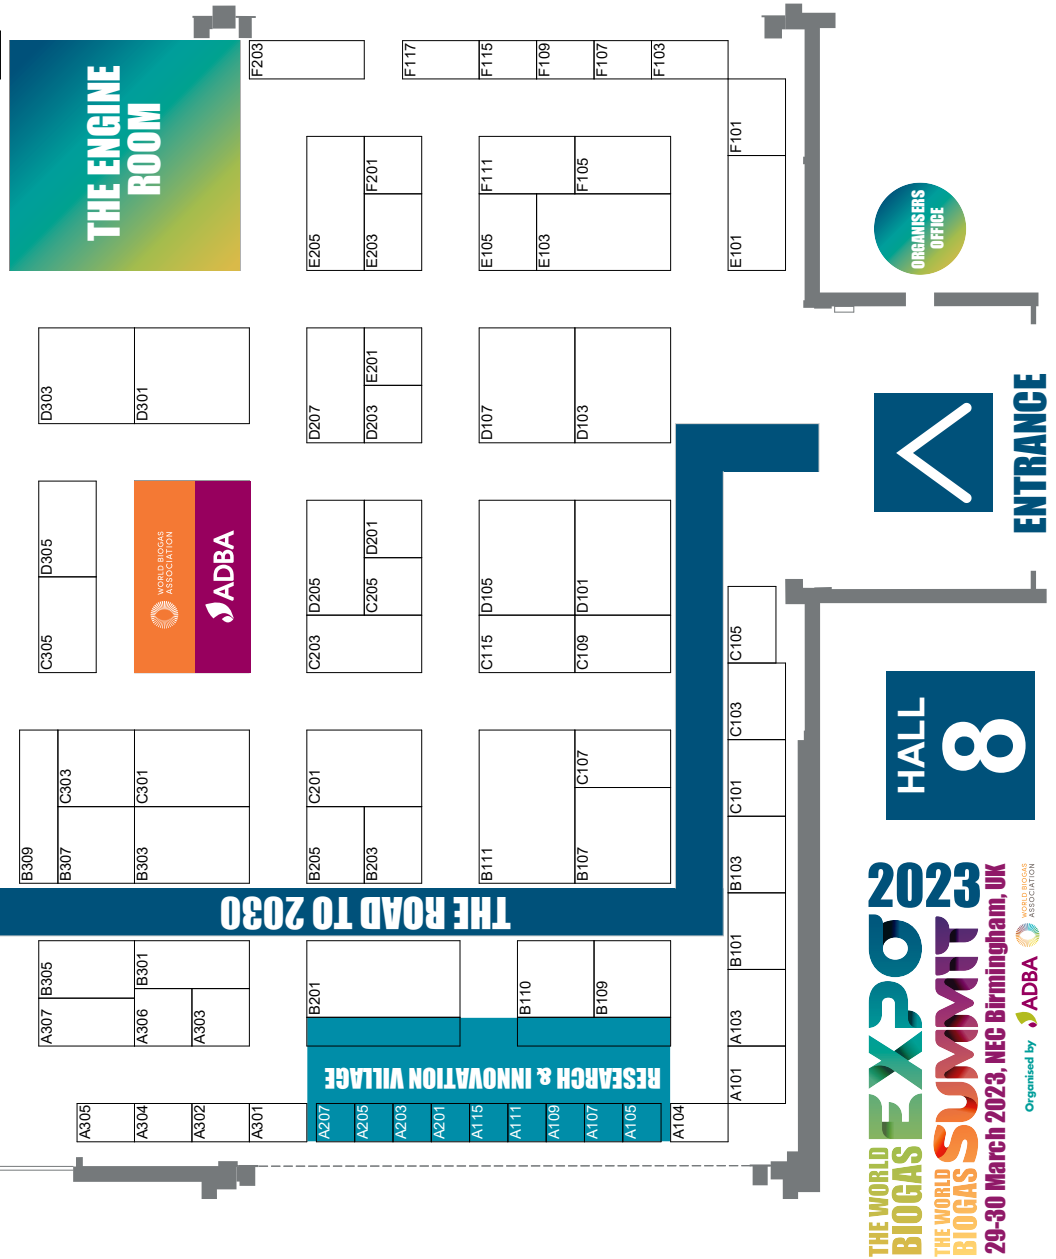 THE ENGINE
ROOM
F203
F117
F115
F109
F107
F103
F101
E205
F201
E203
F111
F105
E105
E103
E101
ORGANISERS
OFFICE
D303
D301
D207
E201
D203
D107
D103
ENTRANCE
D305
C305
WORLD BIOGAS
ASSOCIATION
ADBA
D205
D201
C205
C203
D105
D101
C115
C109
C105
C103
C101
B103
B101
A103
A101
HALL
8
B309
C303
B307
C301
B303
C201
B205
B203
B111
C107
B107
THE ROAD TO 2030
B305
A307
B301
A306
A303
B201
B110
B109
RESEARCH & INNOVATION VILLAGE
A305
A304
A302
A301
A207
A205
A203
A201
A115
A111
A109
A107
A105
A104
THE WORLD
BIOGAS EXPO 2023
THE WORLD
BIOGAS SUMMIT
29-30 March 2023, NEC Birmingham, UK
Organised by ADBA WORLD BIOGAS
ASSOCIATION